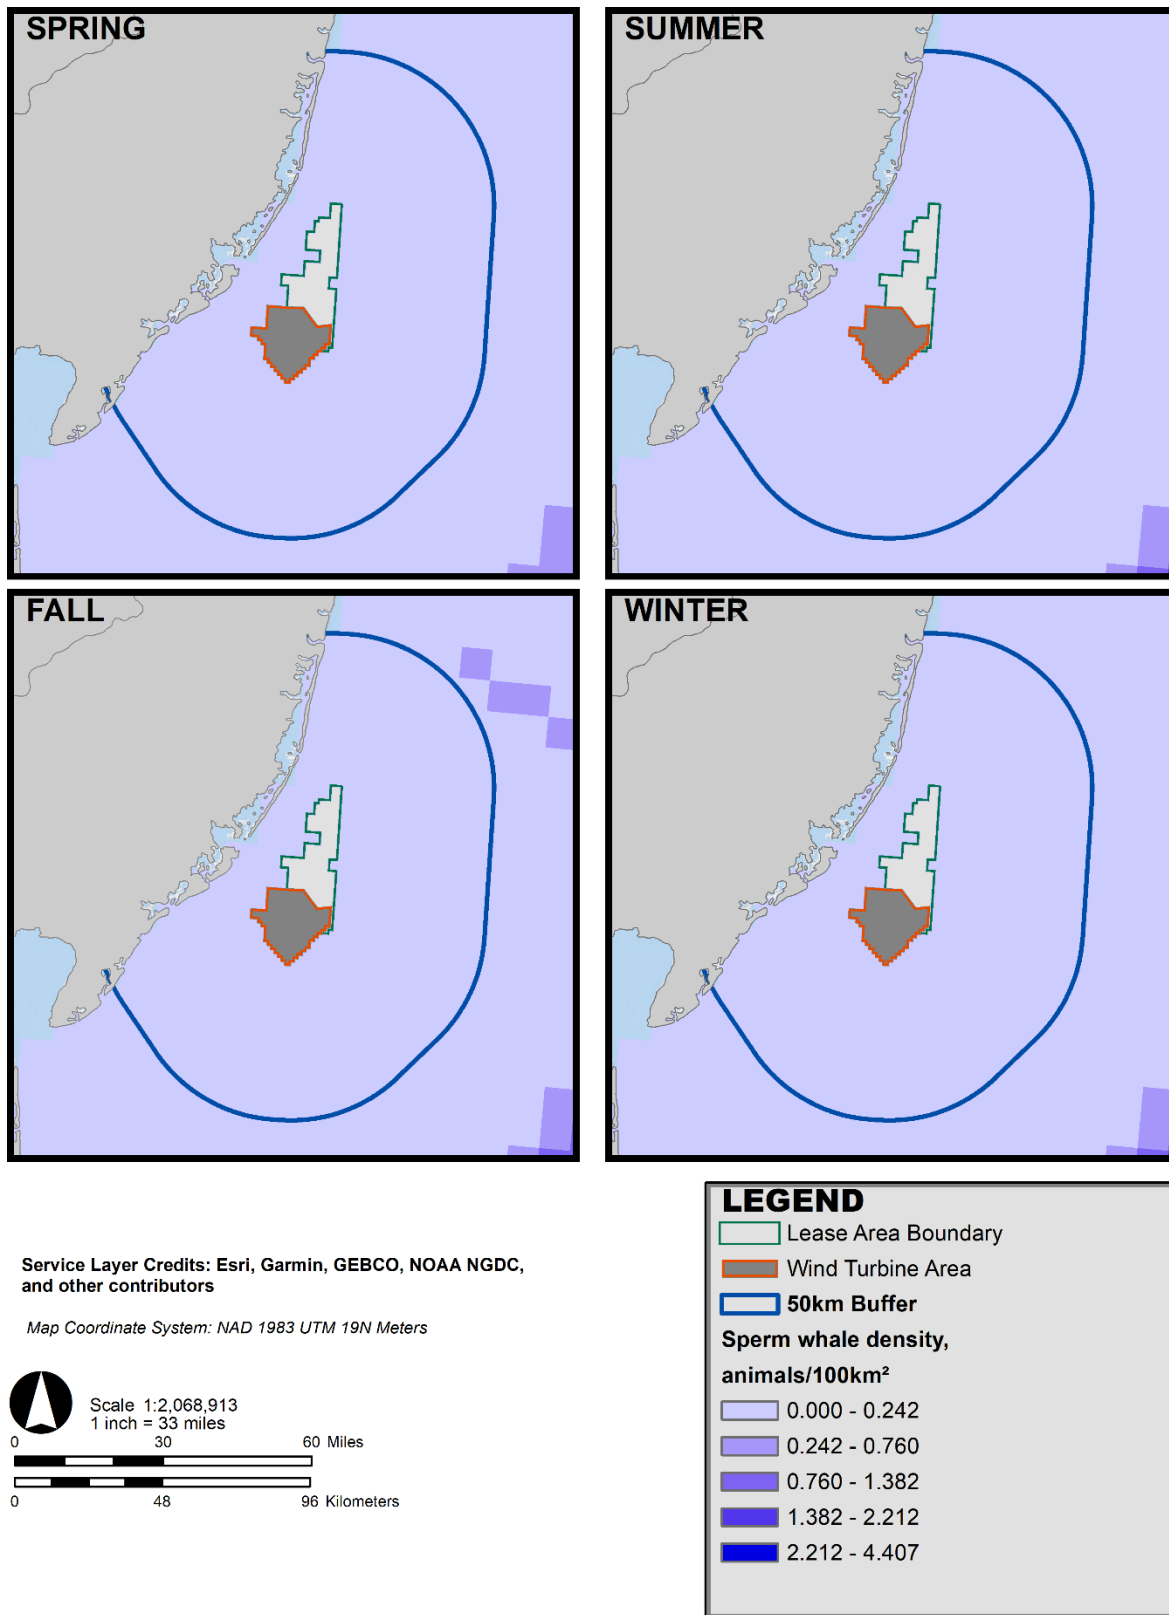 SPRING
SUMMER
FALL
WINTER
Service Layer Credits: Esri, Garmin, GEBCO, NOAA NGDC,
and other contributors
Map Coordinate System: NAD 1983 UTM 19N Meters
Scale 1:2,068,913
1 inch = 33 miles
0 30 60 Miles
0 48 96 Kilometers
LEGEND
Lease Area Boundary
Wind Turbine Area
50km Buffer
Sperm whale density,
animals/100km²
0.000 - 0.242
0.242 - 0.760
0.760 - 1.382
1.382 - 2.212
2.212 - 4.407